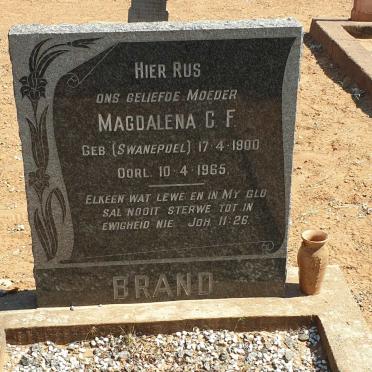 HIER RUS
ONS GELIEFDE MOEDER
MAGDALENA C. F.
GEB (SWANEPOEL) 17·4·1900
OORL. 10·4·1965.
ELKEEN WAT LEWE EN IN MY GLO
SAL NOOIT STERWE TOT IN
EWIGHEID NIE. JOH. 11:26.
BRAND